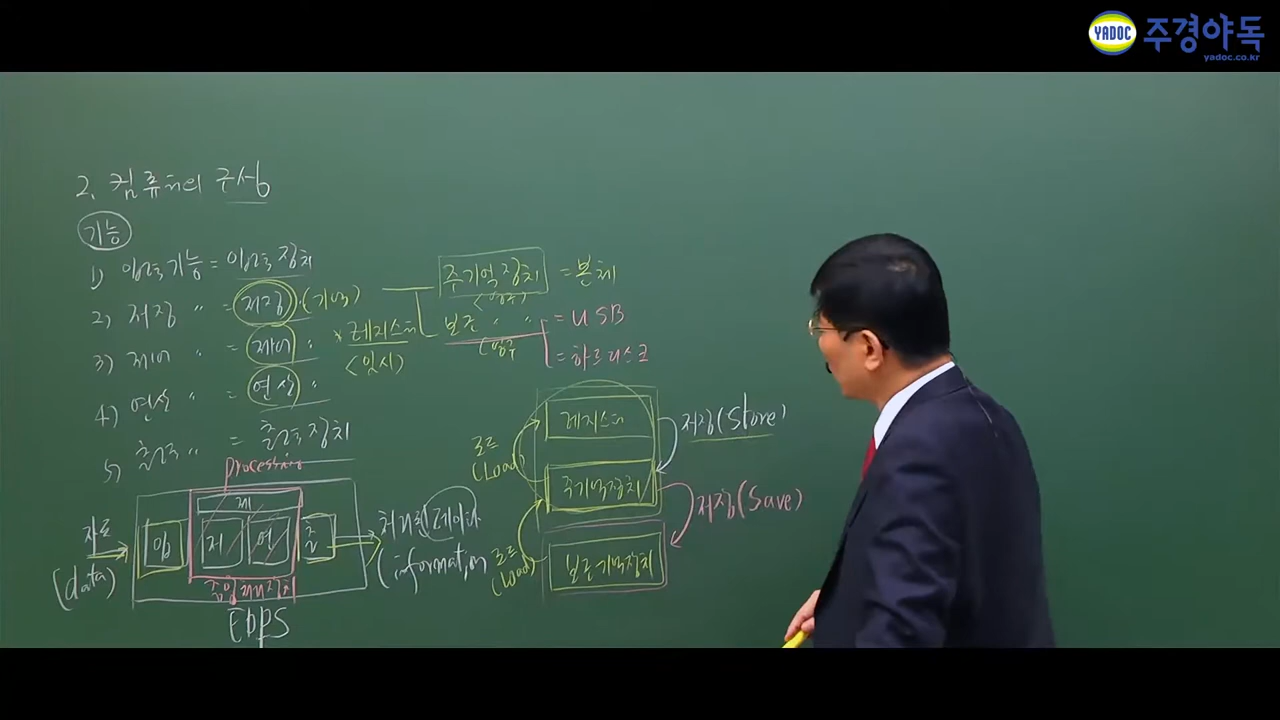 YADOC 주경야독
yadoc.co.kr
2. 컴퓨터의 구성
기능
1) 입력기능 = 입력장치
2) 저장 〃 = 저장·(기억)
3) 제어 〃 = 제어 〃
4) 연산 〃 = 연산 〃
5) 출력 〃 = 출력장치
*레지스터
<임시>
주기억장치 = 본체
보조 〃 〃 = USB
= 하드디스크
processing
자료
(data)
입
제
저
연
출
중앙처리장치
EDPS
처리된 데이타
(information
레지스터
주기억장치
보조기억장치
로드
(Load)
로드
(Load)
저장(Store)
저장(Save)